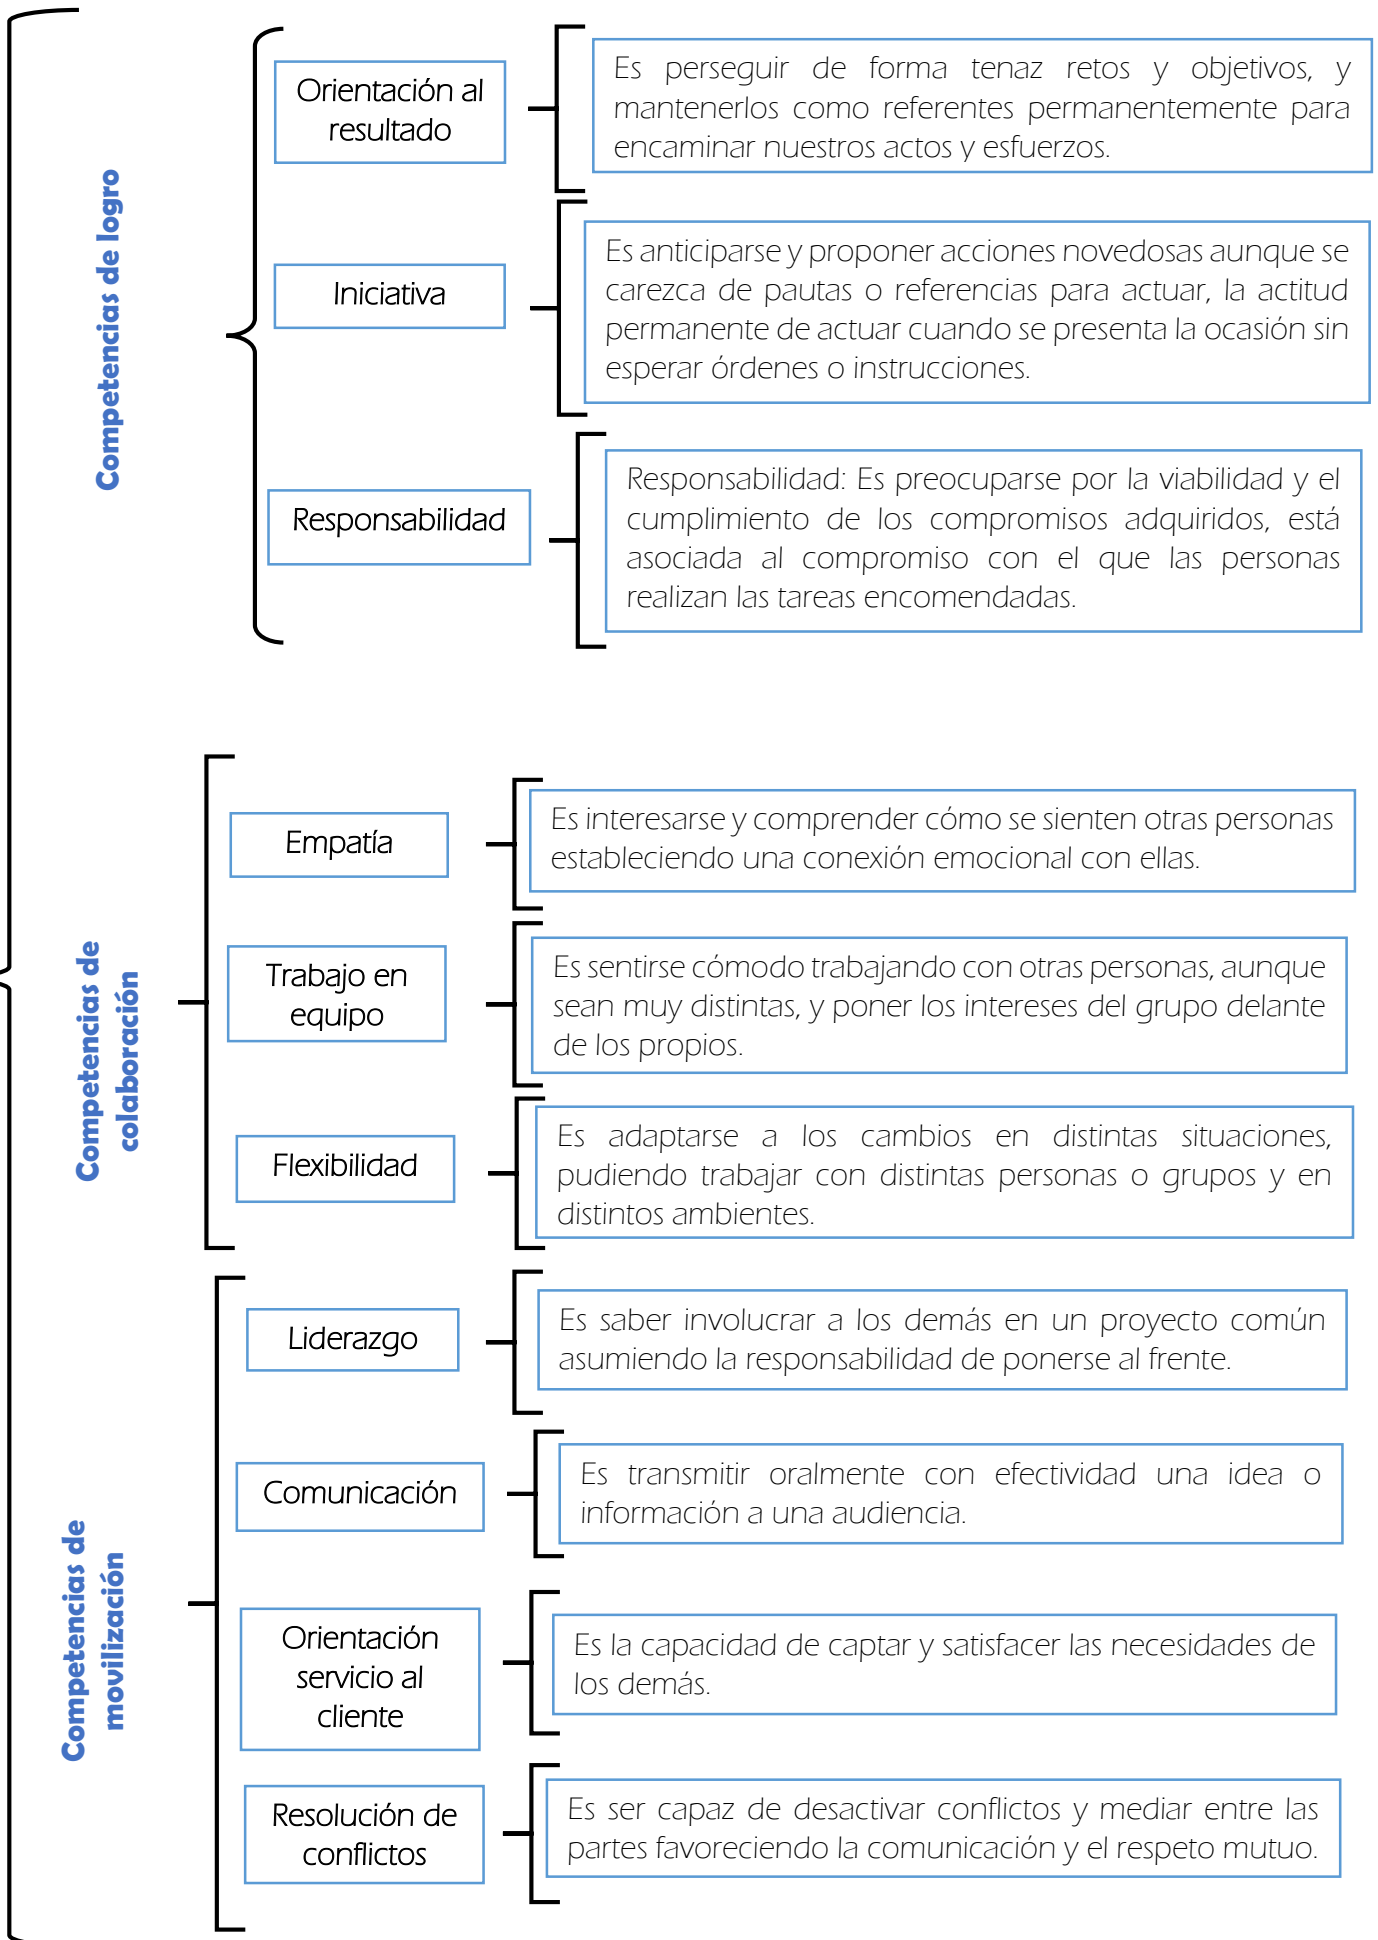 Competencias de logro
Orientación al
resultado
Es perseguir de forma tenaz retos y objetivos, y
mantenerlos como referentes permanentemente para
encaminar nuestros actos y esfuerzos.
Iniciativa
Es anticiparse y proponer acciones novedosas aunque se
carezca de pautas o referencias para actuar, la actitud
permanente de actuar cuando se presenta la ocasión sin
esperar órdenes o instrucciones.
Responsabilidad
Responsabilidad: Es preocuparse por la viabilidad y el
cumplimiento de los compromisos adquiridos, está
asociada al compromiso con el que las personas
realizan las tareas encomendadas.
Competencias de
colaboración
Empatía
Es interesarse y comprender cómo se sienten otras personas
estableciendo una conexión emocional con ellas.
Trabajo en
equipo
Es sentirse cómodo trabajando con otras personas, aunque
sean muy distintas, y poner los intereses del grupo delante
de los propios.
Flexibilidad
Es adaptarse a los cambios en distintas situaciones,
pudiendo trabajar con distintas personas o grupos y en
distintos ambientes.
Competencias de
movilización
Liderazgo
Es saber involucrar a los demás en un proyecto común
asumiendo la responsabilidad de ponerse al frente.
Comunicación
Es transmitir oralmente con efectividad una idea o
información a una audiencia.
Orientación
servicio al
cliente
Es la capacidad de captar y satisfacer las necesidades de
los demás.
Resolución de
conflictos
Es ser capaz de desactivar conflictos y mediar entre las
partes favoreciendo la comunicación y el respeto mutuo.